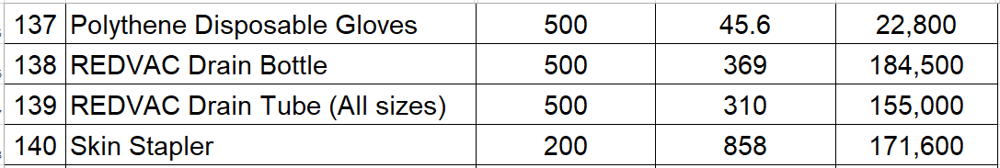 137 Polythene Disposable Gloves 500 45.6 22,800
138 REDVAC Drain Bottle 500 369 184,500
139 REDVAC Drain Tube (All sizes) 500 310 155,000
140 Skin Stapler 200 858 171,600